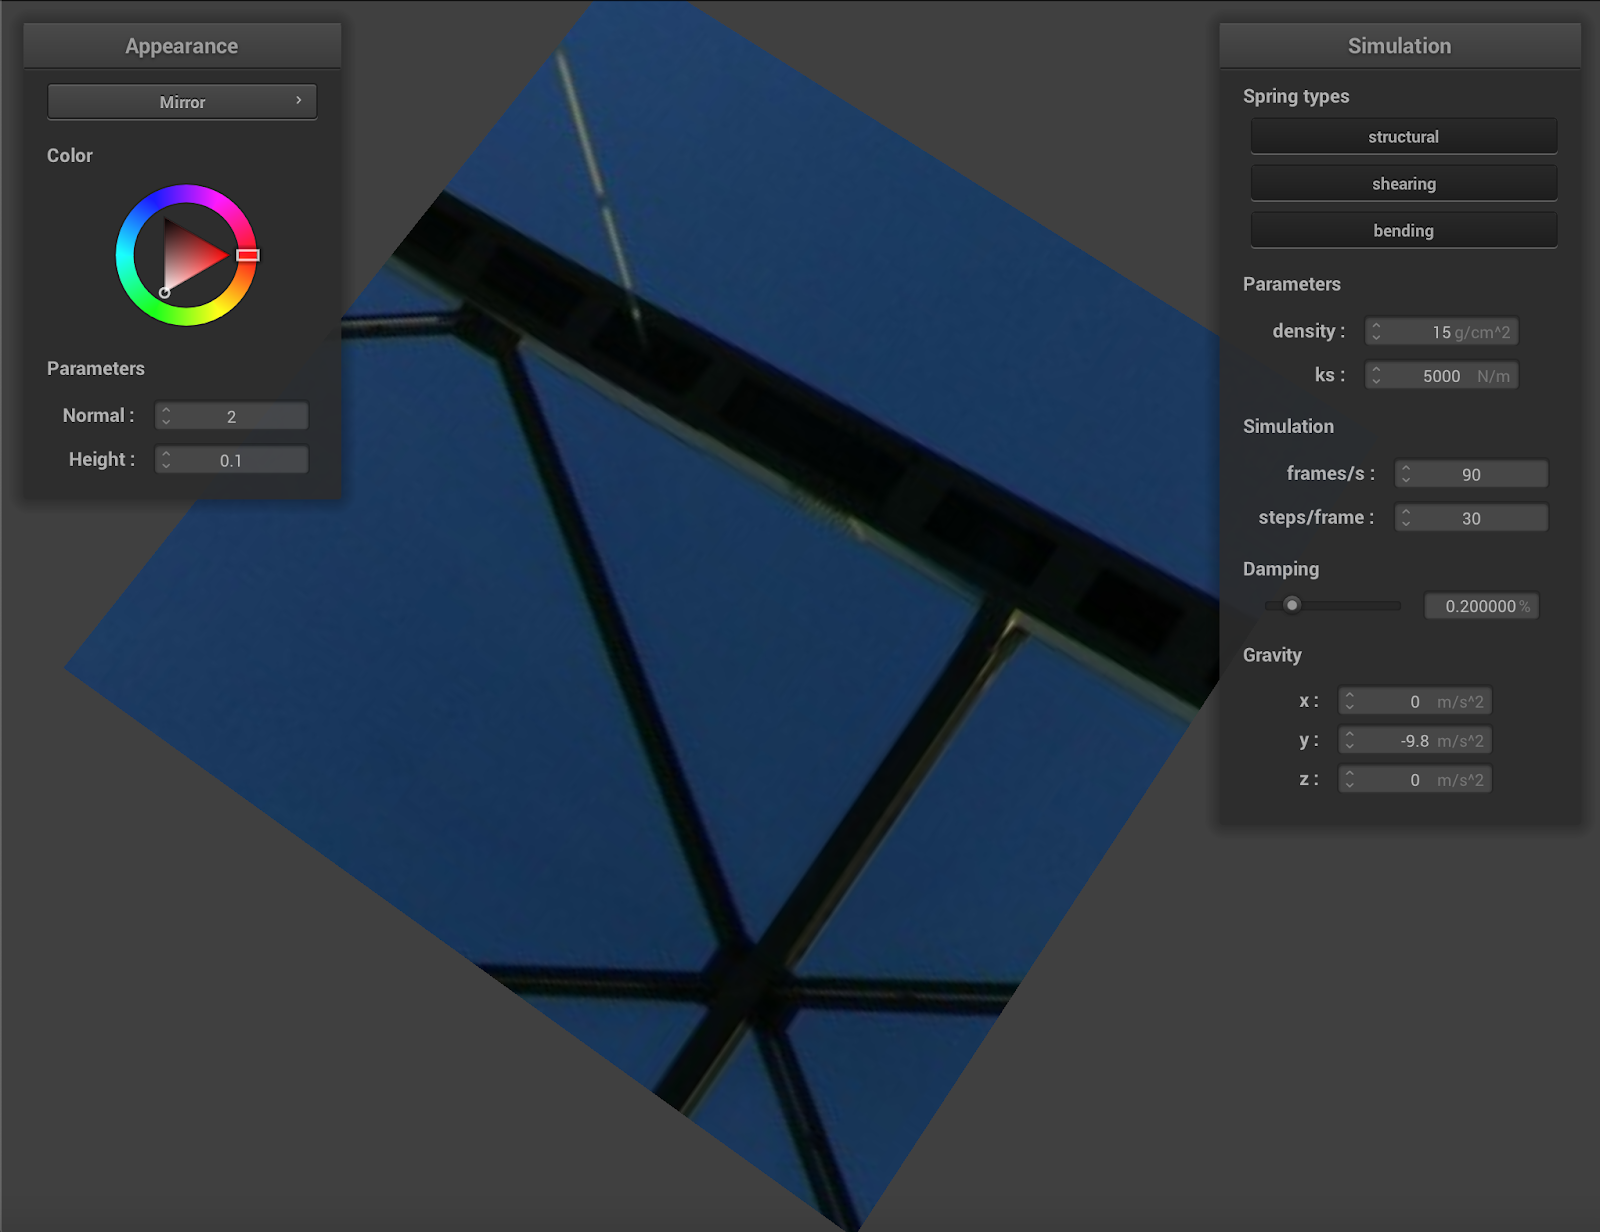 Appearance
Mirror
Color
Parameters
Normal : 2
Height : 0.1
Simulation
Spring types
structural
shearing
bending
Parameters
density : 15 g/cm^2
ks : 5000 N/m
Simulation
frames/s : 90
steps/frame : 30
Damping
0.200000 %
Gravity
x : 0 m/s^2
y : -9.8 m/s^2
z : 0 m/s^2